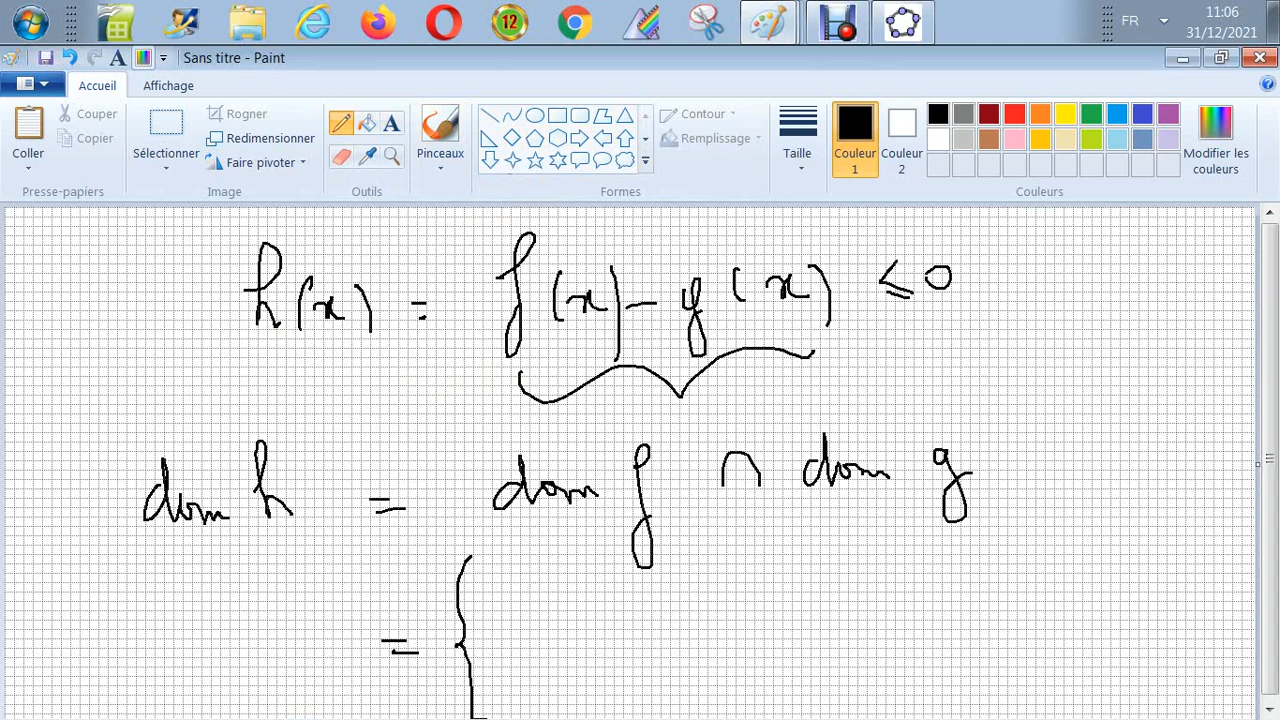 12
FR
11:06
31/12/2021
Sans titre - Paint
Accueil
Affichage
Coller
Couper
Copier
Presse-papiers
Sélectionner
Rogner
Redimensionner
Faire pivoter
Image
Outils
Pinceaux
Contour
Remplissage
Formes
Taille
Couleur 1
Couleur 2
Modifier les couleurs
Couleurs
h(x) = f(x) - g(x) ≤ 0
dom h = dom f ∩ dom g
= {